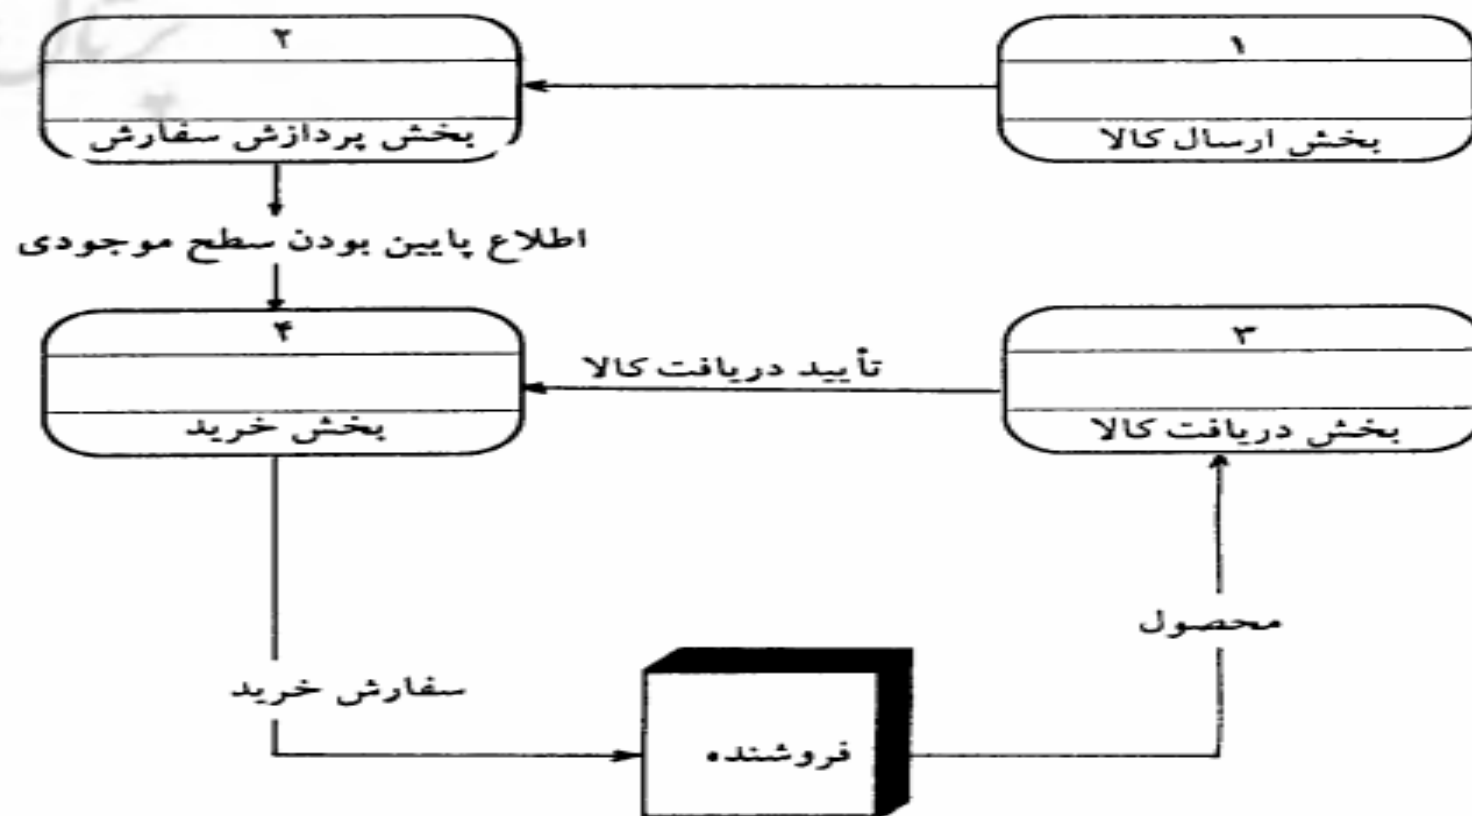 ۱
بخش ارسال کالا
۲
بخش پردازش سفارش
اطلاع پایین بودن سطح موجودی
۳
بخش دریافت کالا
تأیید دریافت کالا
۴
بخش خرید
محصول
سفارش خرید
فروشنده